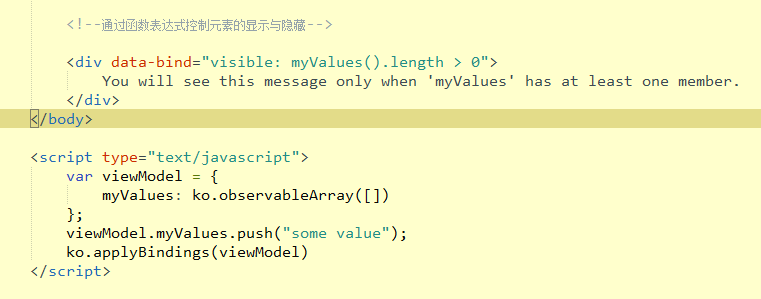 <!--通过函数表达式控制元素的显示与隐藏-->
<div data-bind="visible: myValues().length > 0">
You will see this message only when 'myValues' has at least one member.
</div>
</body>
<script type="text/javascript">
var viewModel = {
myValues: ko.observableArray([])
};
viewModel.myValues.push("some value");
ko.applyBindings(viewModel)
</script>